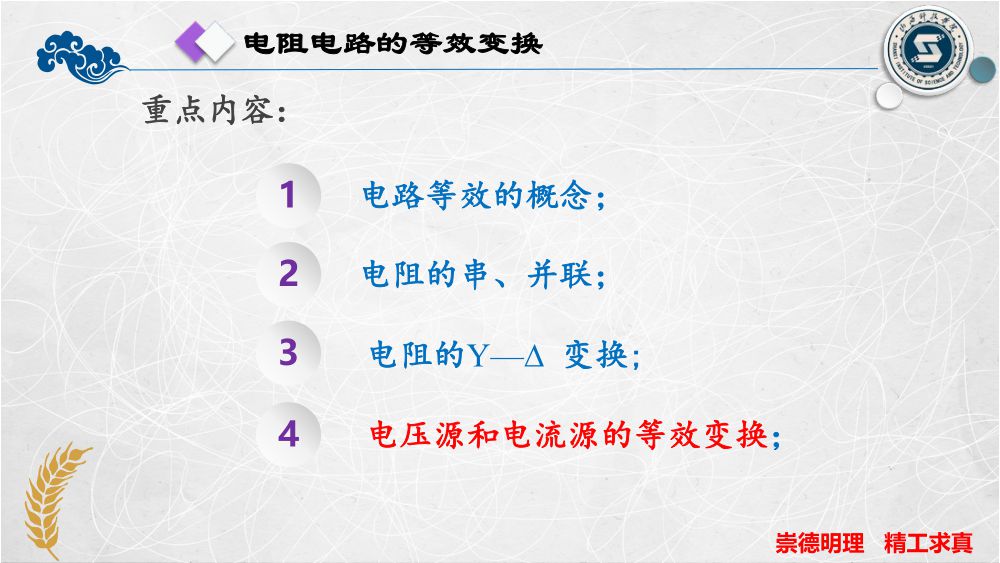 电阻电路的等效变换
重点内容：
1 电路等效的概念；
2 电阻的串、并联；
3 电阻的Y—Δ 变换;
4 电压源和电流源的等效变换；
崇德明理 精工求真